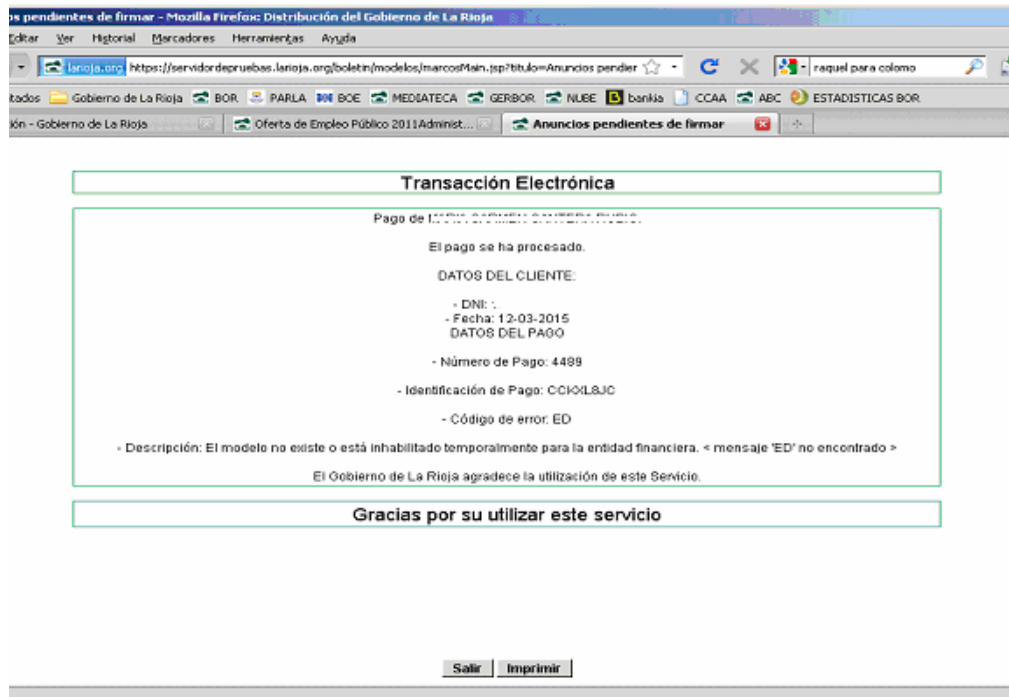 os pendientes de firmar - Mozilla Firefox: Distribución del Gobierno de La Rioja
Editar Ver Historial Marcadores Herramientas Ayuda
larioja.org https://servidordepruebas.larioja.org/boletin/modelos/marcosMain.jsp?titulo=Anuncios pendier raquel para colomo
tados Gobierno de La Rioja BOR PARLA BOE MEDIATECA GERBOR NUBE bankia CCAA ABC ESTADISTICAS BOR
ión - Gobierno de La Rioja Oferta de Empleo Público 2011Administ... Anuncios pendientes de firmar
Transacción Electrónica
Pago de
El pago se ha procesado.
DATOS DEL CLIENTE:
- DNI: :.
- Fecha: 12-03-2015
DATOS DEL PAGO
- Número de Pago: 4489
- Identificación de Pago: CCKXL8JC
- Código de error: ED
- Descripción: El modelo no existe o está inhabilitado temporalmente para la entidad financiera. < mensaje 'ED' no encontrado >
El Gobierno de La Rioja agradece la utilización de este Servicio.
Gracias por su utilizar este servicio
Salir Imprimir